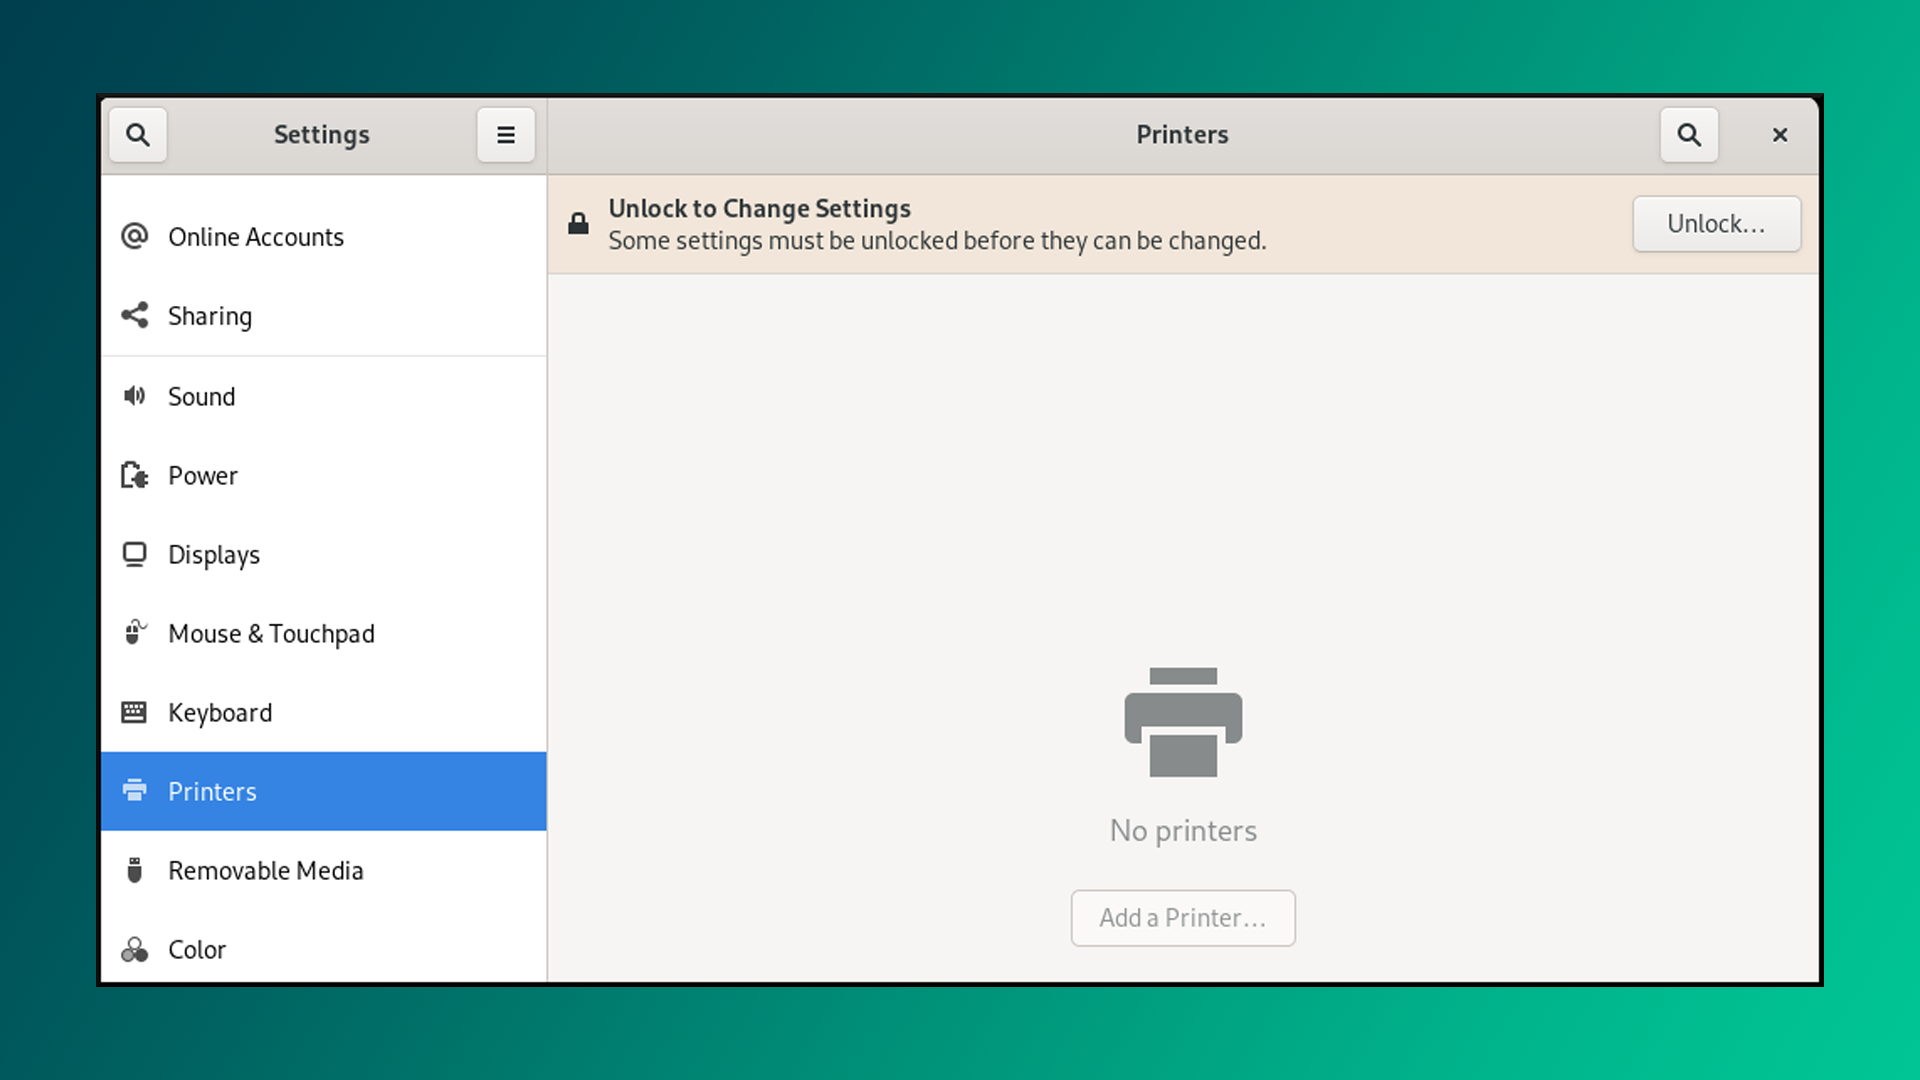 Settings
Printers
Unlock to Change Settings
Some settings must be unlocked before they can be changed.
Unlock…
Online Accounts
Sharing
Sound
Power
Displays
Mouse & Touchpad
Keyboard
Printers
Removable Media
Color
No printers
Add a Printer…